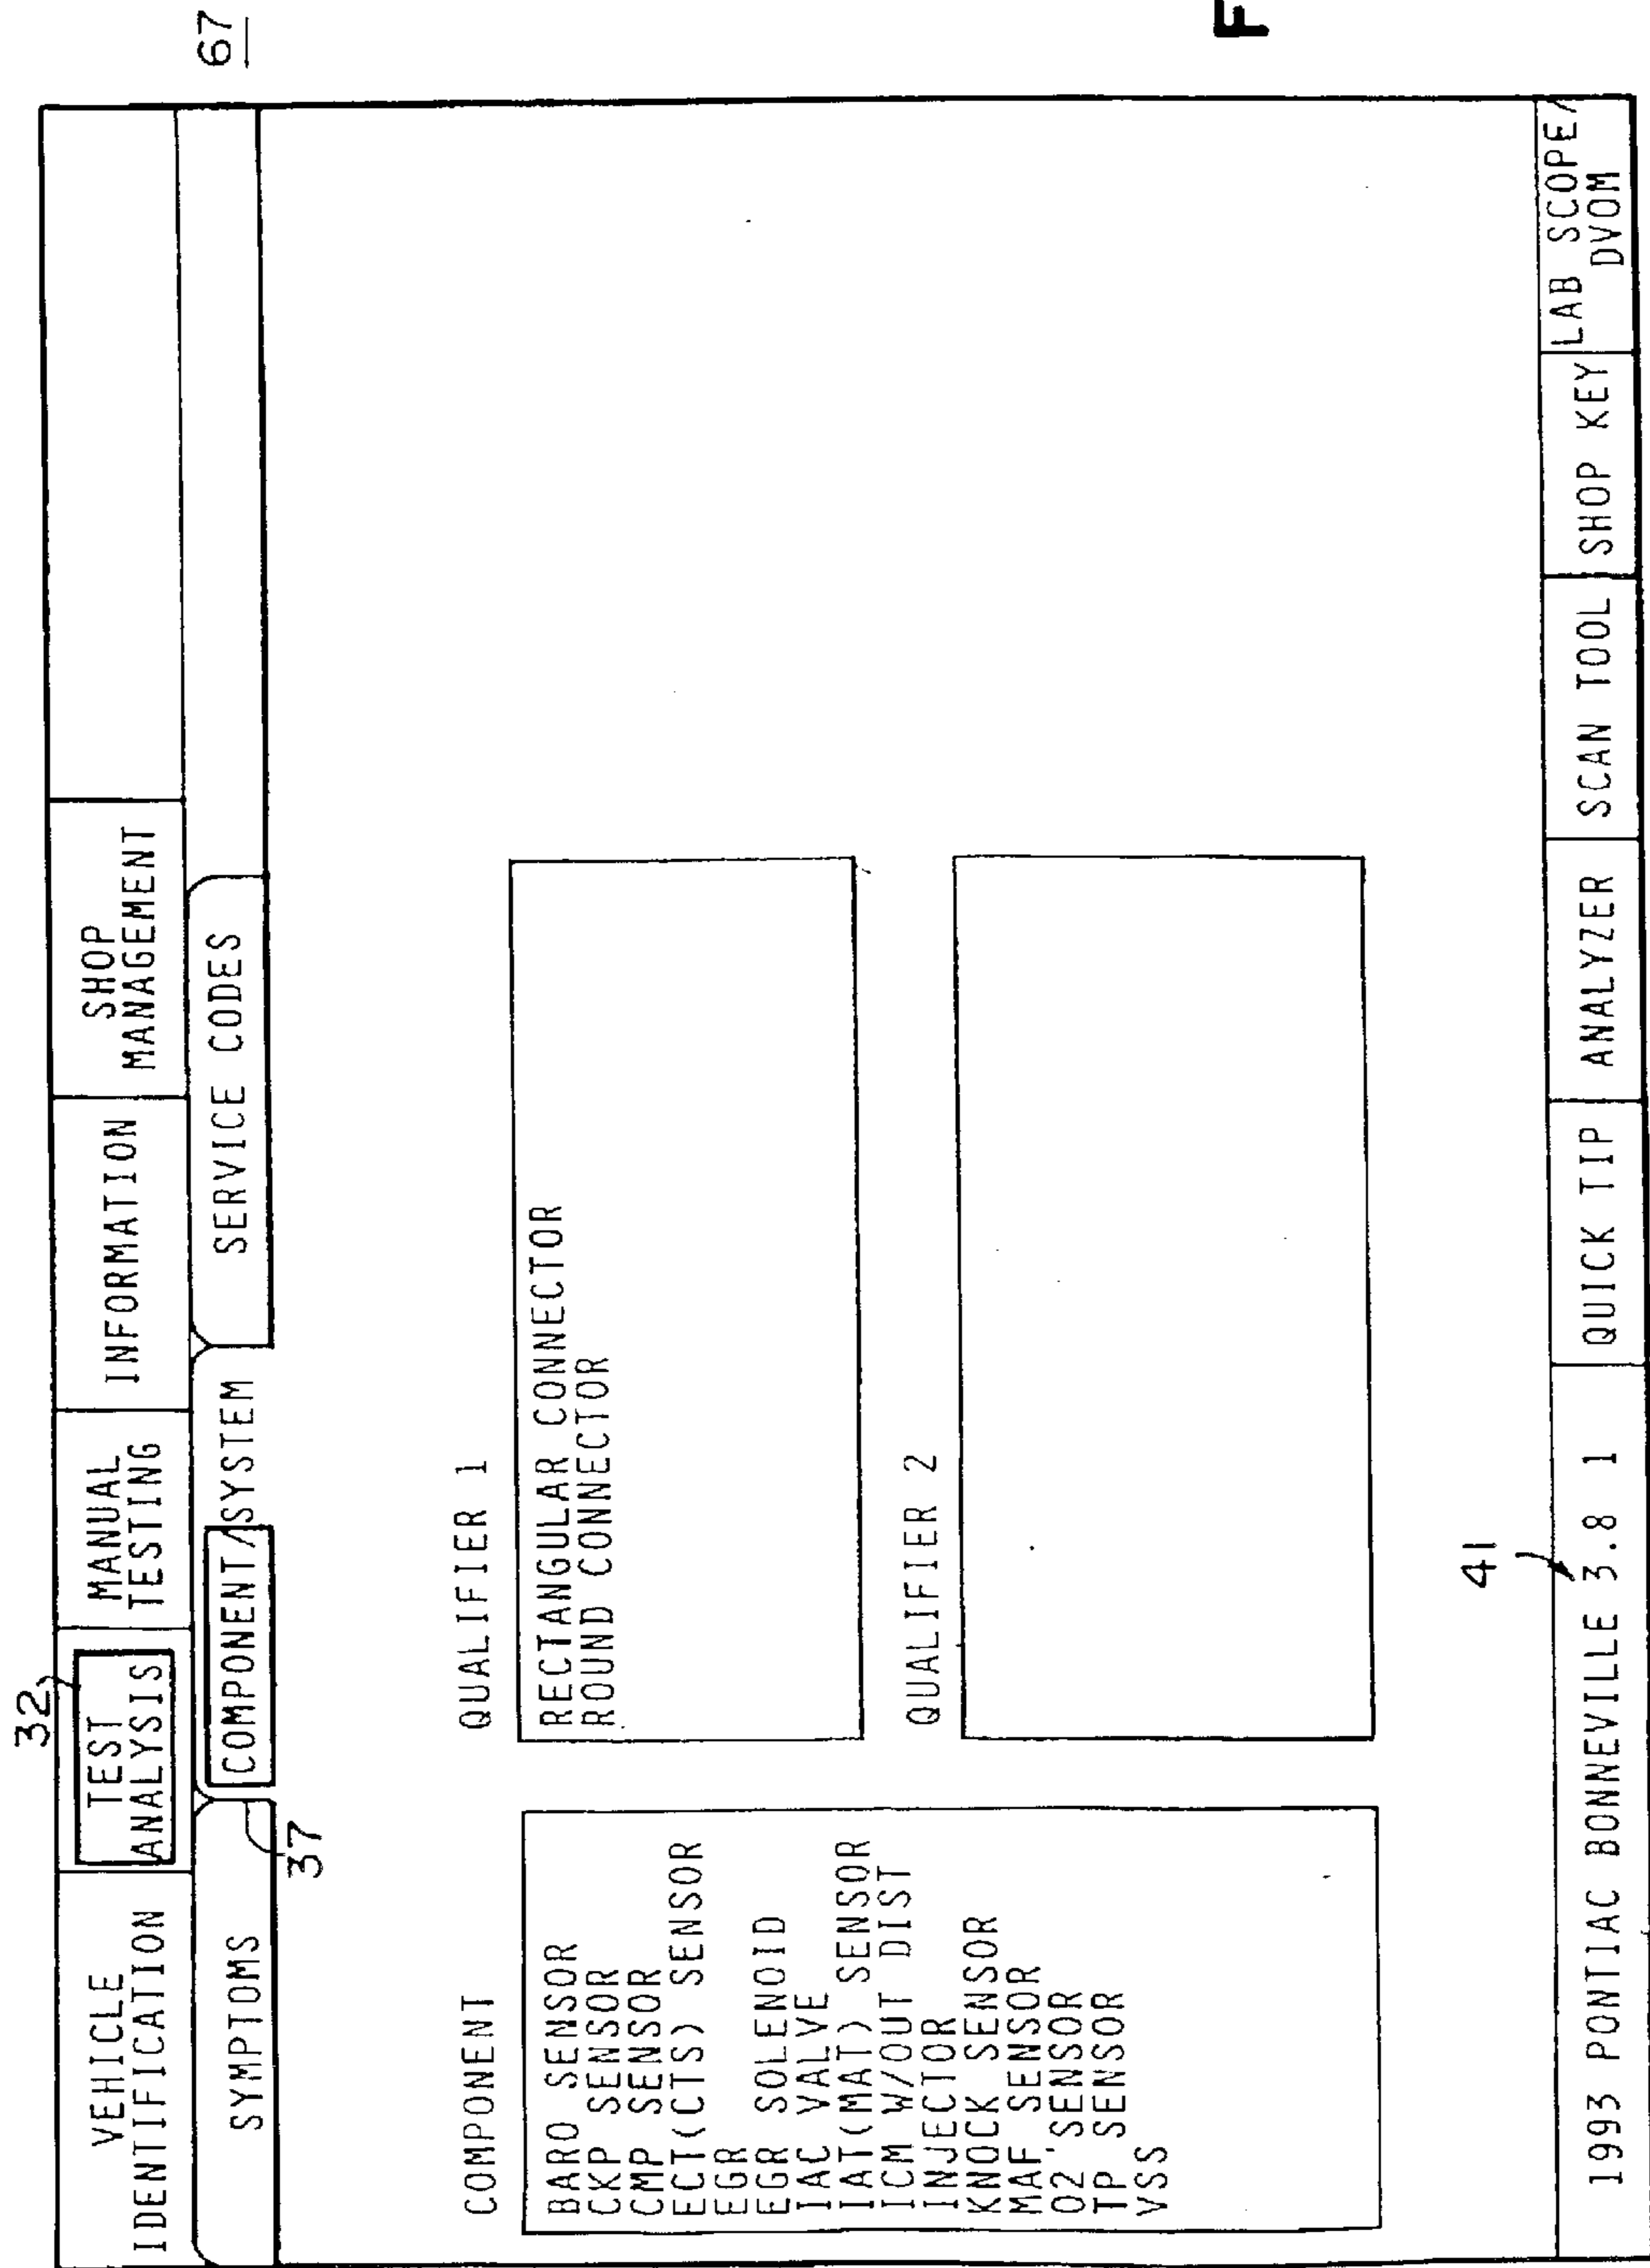 67
32
VEHICLE
IDENTIFICATION
TEST
ANALYSIS
MANUAL
TESTING
INFORMATION
SHOP
MANAGEMENT
SYMPTOMS
COMPONENT/SYSTEM
SERVICE CODES
37
COMPONENT
BARO SENSOR
CKP SENSOR
CMP SENSOR
ECT(CTS) SENSOR
EGR
EGR SOLENOID
IAC VALVE
IAT(MAT) SENSOR
ICM W/OUT DIST
INJECTOR
KNOCK SENSOR
MAF SENSOR
O2 SENSOR
TP SENSOR
VSS
QUALIFIER 1
RECTANGULAR CONNECTOR
ROUND CONNECTOR
QUALIFIER 2
41
1993 PONTIAC BONNEVILLE 3.8 1
QUICK TIP
ANALYZER
SCAN TOOL
SHOP KEY
LAB SCOPE/
DVOM
F